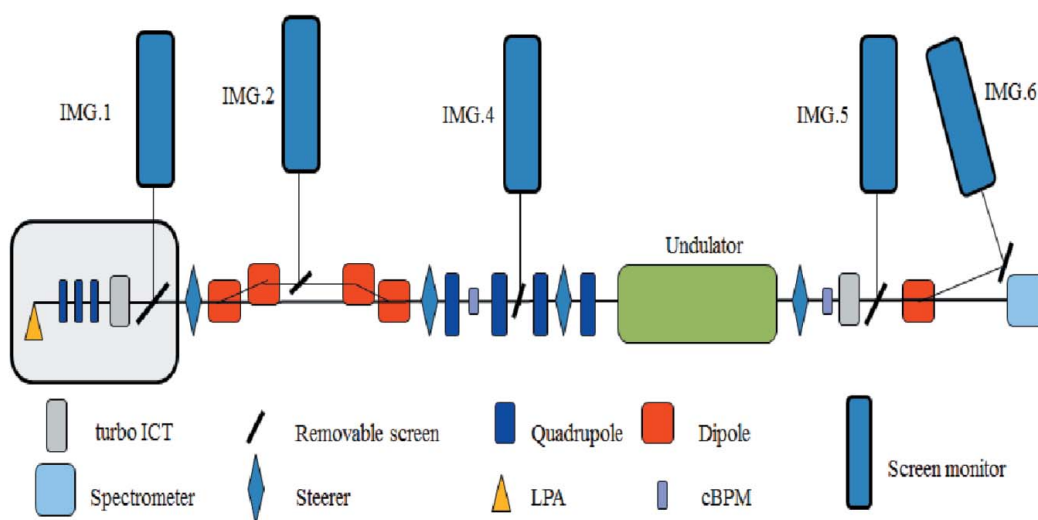 IMG.1
IMG.2
IMG.4
IMG.5
IMG.6
Undulator
turbo ICT
Removable screen
Quadrupole
Dipole
Screen monitor
Spectrometer
Steerer
LPA
cBPM